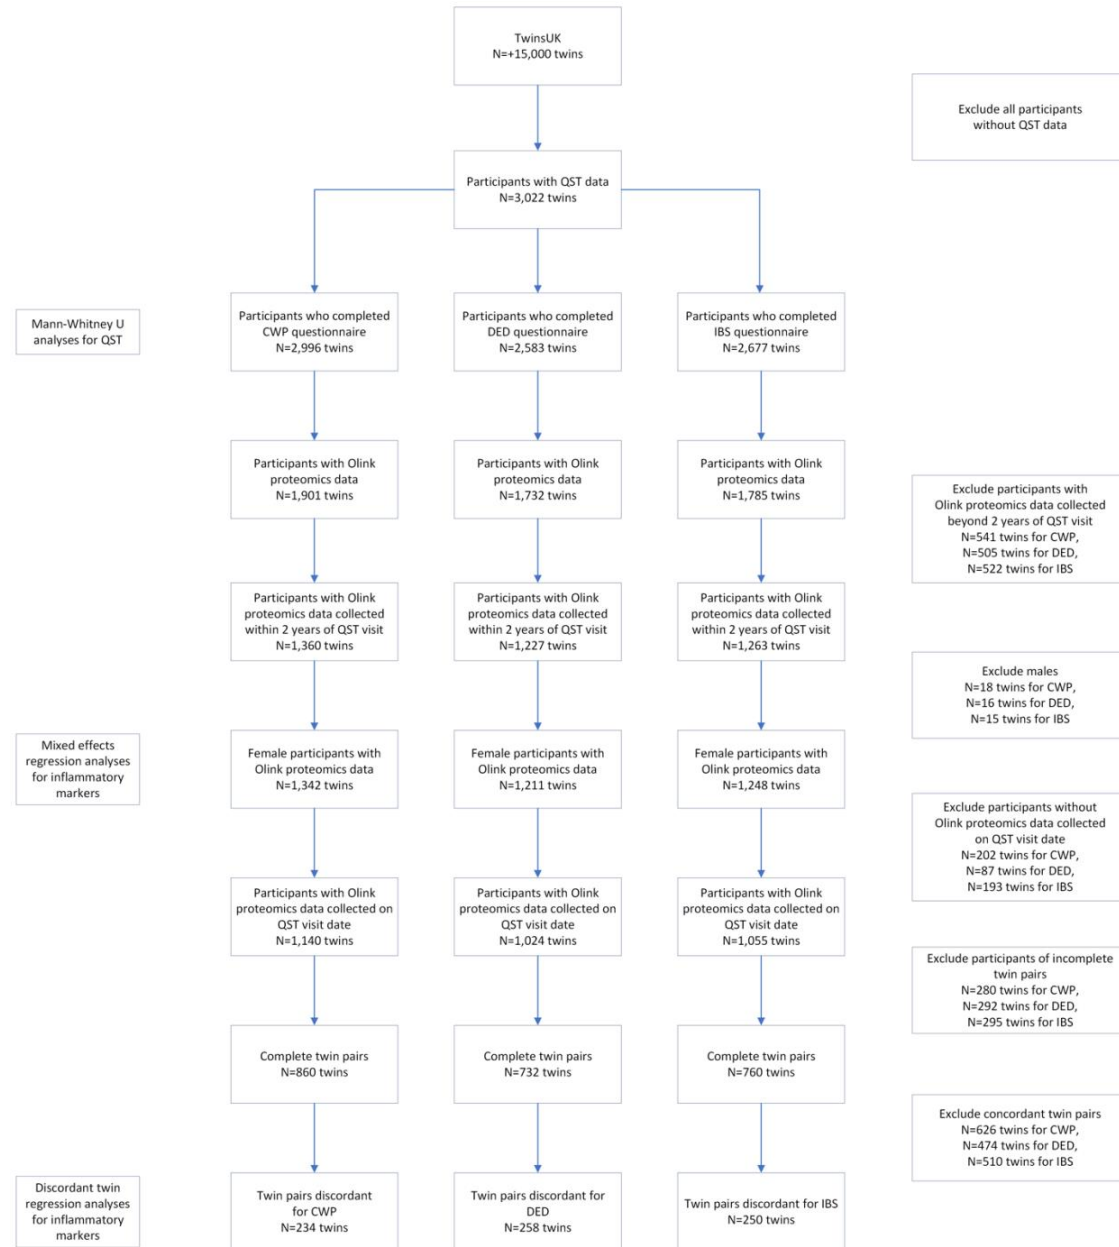 TwinsUK
N=+15,000 twins
Exclude all participants
without QST data
Participants with QST data
N=3,022 twins
Mann-Whitney U
analyses for QST
Participants who completed
CWP questionnaire
N=2,996 twins
Participants who completed
DED questionnaire
N=2,583 twins
Participants who completed
IBS questionnaire
N=2,677 twins
Participants with Olink
proteomics data
N=1,901 twins
Participants with Olink
proteomics data
N=1,732 twins
Participants with Olink
proteomics data
N=1,785 twins
Exclude participants with
Olink proteomics data collected
beyond 2 years of QST visit
N=541 twins for CWP,
N=505 twins for DED,
N=522 twins for IBS
Participants with Olink
proteomics data collected
within 2 years of QST visit
N=1,360 twins
Participants with Olink
proteomics data collected
within 2 years of QST visit
N=1,227 twins
Participants with Olink
proteomics data collected
within 2 years of QST visit
N=1,263 twins
Exclude males
N=18 twins for CWP,
N=16 twins for DED,
N=15 twins for IBS
Mixed effects
regression analyses
for inflammatory
markers
Female participants with
Olink proteomics data
N=1,342 twins
Female participants with
Olink proteomics data
N=1,211 twins
Female participants with
Olink proteomics data
N=1,248 twins
Exclude participants without
Olink proteomics data collected
on QST visit date
N=202 twins for CWP,
N=87 twins for DED,
N=193 twins for IBS
Participants with Olink
proteomics data collected on
QST visit date
N=1,140 twins
Participants with Olink
proteomics data collected on
QST visit date
N=1,024 twins
Participants with Olink
proteomics data collected on
QST visit date
N=1,055 twins
Exclude participants of incomplete
twin pairs
N=280 twins for CWP,
N=292 twins for DED,
N=295 twins for IBS
Complete twin pairs
N=860 twins
Complete twin pairs
N=732 twins
Complete twin pairs
N=760 twins
Exclude concordant twin pairs
N=626 twins for CWP,
N=474 twins for DED,
N=510 twins for IBS
Discordant twin
regression analyses
for inflammatory
markers
Twin pairs discordant
for CWP
N=234 twins
Twin pairs discordant for
DED
N=258 twins
Twin pairs discordant for IBS
N=250 twins